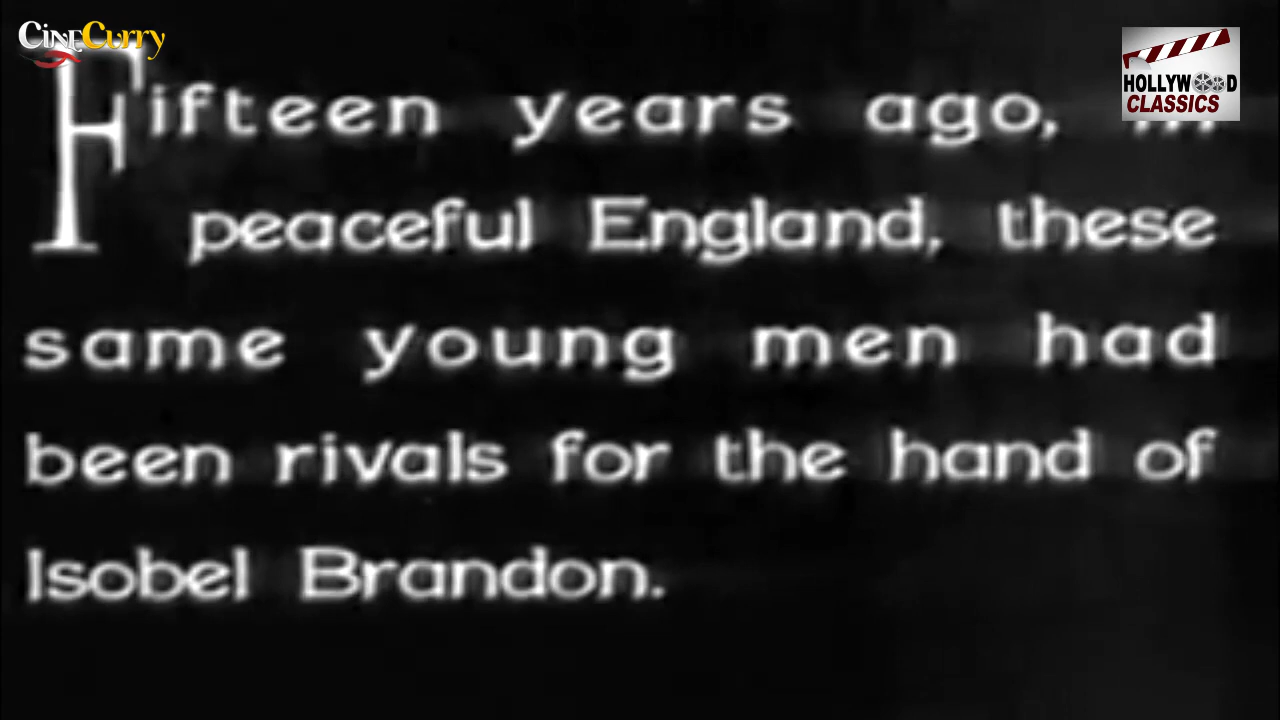 CineCurry
HOLLYWOOD
CLASSICS
Fifteen years ago,
peaceful England, these
same young men had
been rivals for the hand of
Isobel Brandon.